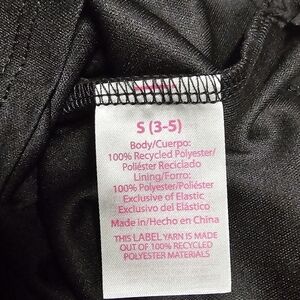 S (3-5)
Body/Cuerpo:
100% Recycled Polyester/
Poliéster Reciclado
Lining/Forro:
100% Polyester/Poliéster
Exclusive of Elastic
Exclusivo del Elástico
Made in/Hecho en China
THIS LABEL YARN IS MADE
OUT OF 100% RECYCLED
POLYESTER MATERIALS